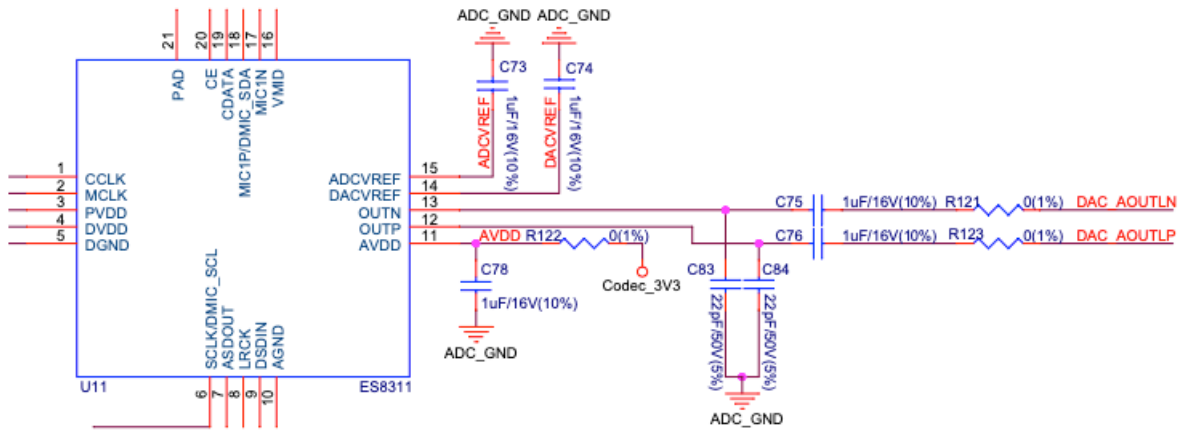 ADC_GND
ADC_GND
21
20
19
18
17
16
C73
C74
1uF/16V(10%)
1uF/16V(10%)
ADCVREF
DACVREF
PAD
CE
CDATA
MIC1P/DMIC_SDA
MIC1N
VMID
1
CCLK
ADCVREF
15
2
MCLK
DACVREF
14
3
PVDD
OUTN
13
C75
1uF/16V(10%)
R121
0(1%)
DAC_AOUTLN
4
DVDD
OUTP
12
5
DGND
AVDD
11
AVDD
R122
0(1%)
C76
1uF/16V(10%)
R123
0(1%)
DAC_AOUTLP
C78
1uF/16V(10%)
Codec_3V3
C83
C84
22pF/50V(5%)
22pF/50V(5%)
SCLK/DMIC_SCL
ASDOUT
LRCK
DSDIN
AGND
ADC_GND
U11
ES8311
6
7
8
9
10
ADC_GND